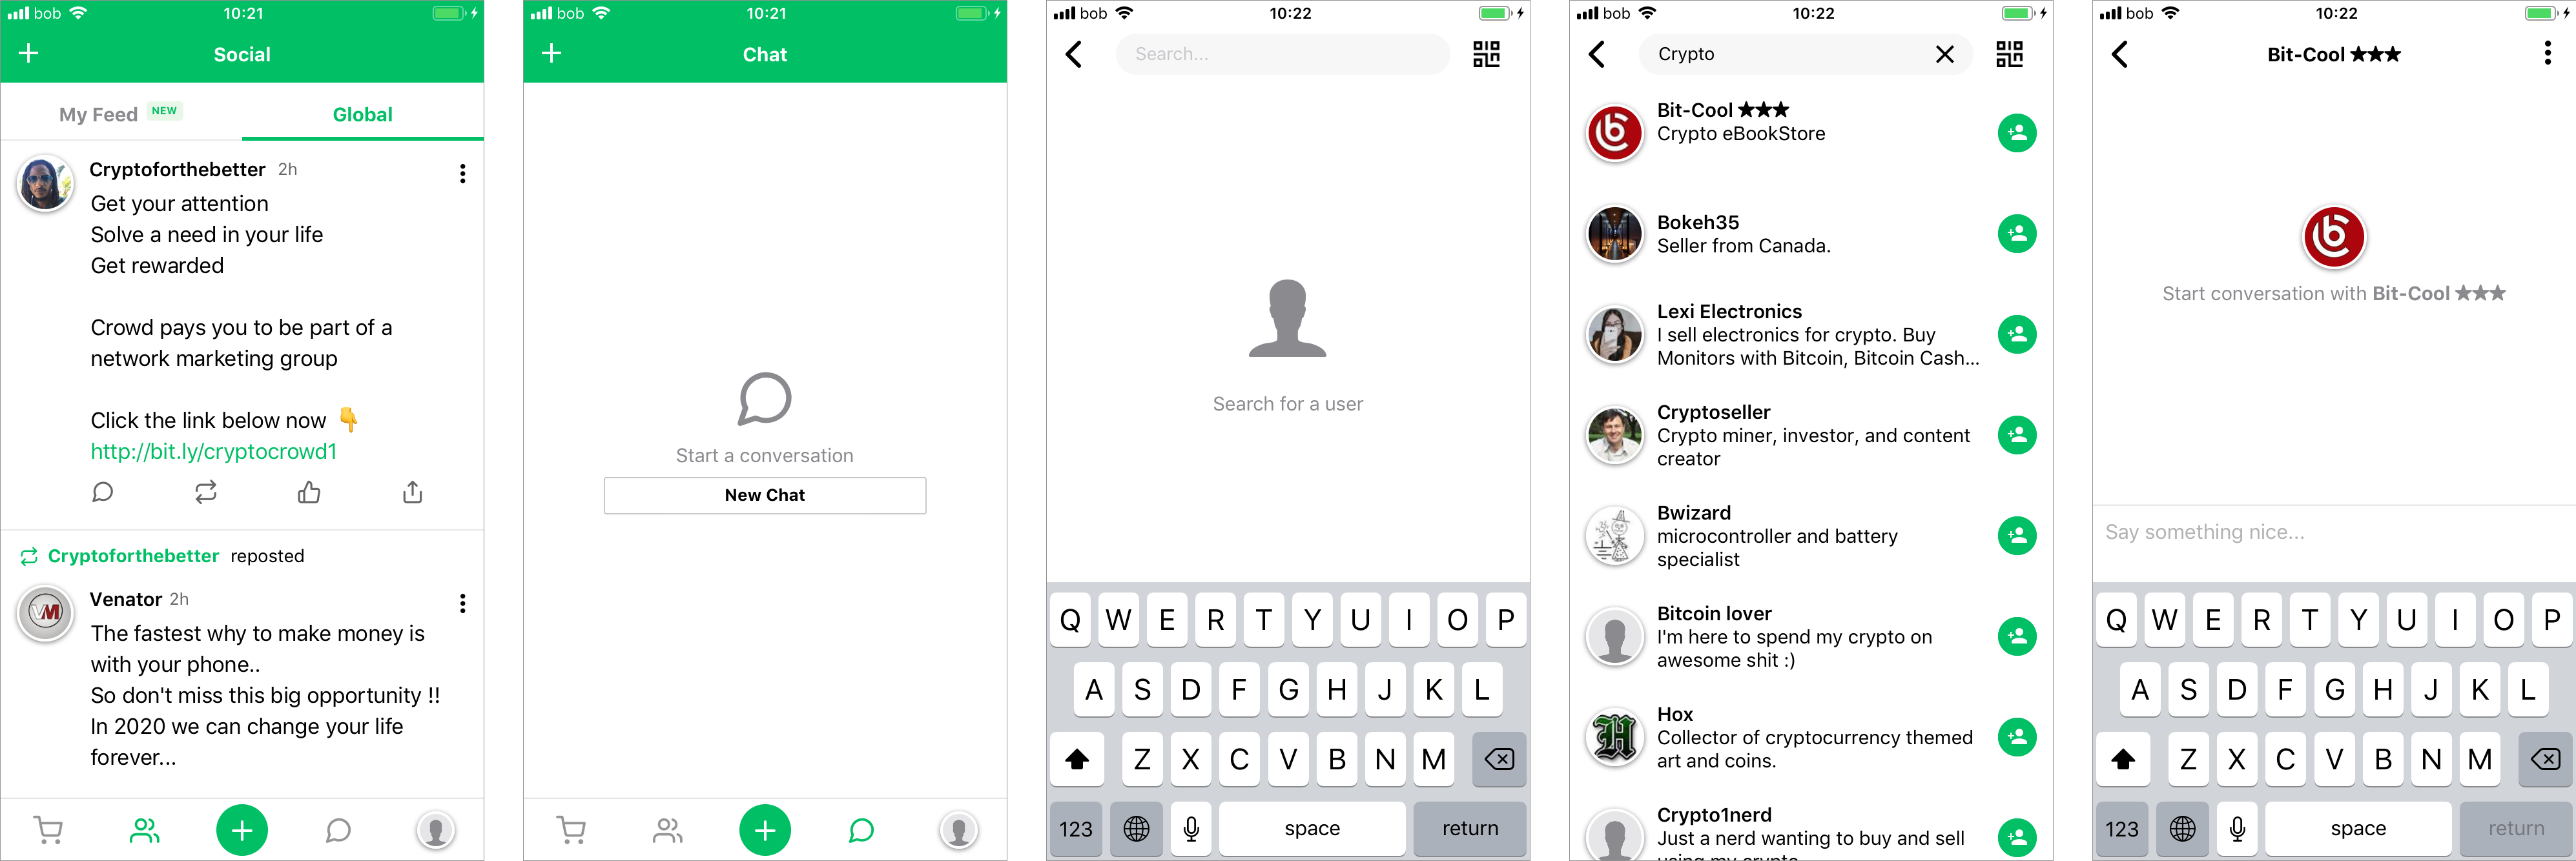 bob 10:21
Social
My Feed NEW Global
Cryptoforthebetter 2h
Get your attention
Solve a need in your life
Get rewarded
Crowd pays you to be part of a
network marketing group
Click the link below now 👇
http://bit.ly/cryptocrowd1
Cryptoforthebetter reposted
Venator 2h
VM
The fastest why to make money is
with your phone..
So don't miss this big opportunity !!
In 2020 we can change your life
forever...
bob 10:21
Chat
Start a conversation
New Chat
bob 10:22
Search...
Search for a user
Q W E R T Y U I O P
A S D F G H J K L
Z X C V B N M
123 space return
bob 10:22
Crypto
Bit-Cool ★★★
Crypto eBookStore
Bokeh35
Seller from Canada.
Lexi Electronics
I sell electronics for crypto. Buy
Monitors with Bitcoin, Bitcoin Cash...
Cryptoseller
Crypto miner, investor, and content
creator
Bwizard
microcontroller and battery
specialist
Bitcoin lover
I'm here to spend my crypto on
awesome shit :)
Hox
Collector of cryptocurrency themed
art and coins.
Crypto1nerd
Just a nerd wanting to buy and sell
using my crypto
bob 10:22
Bit-Cool ★★★
Start conversation with Bit-Cool ★★★
Say something nice...
Q W E R T Y U I O P
A S D F G H J K L
Z X C V B N M
123 space return